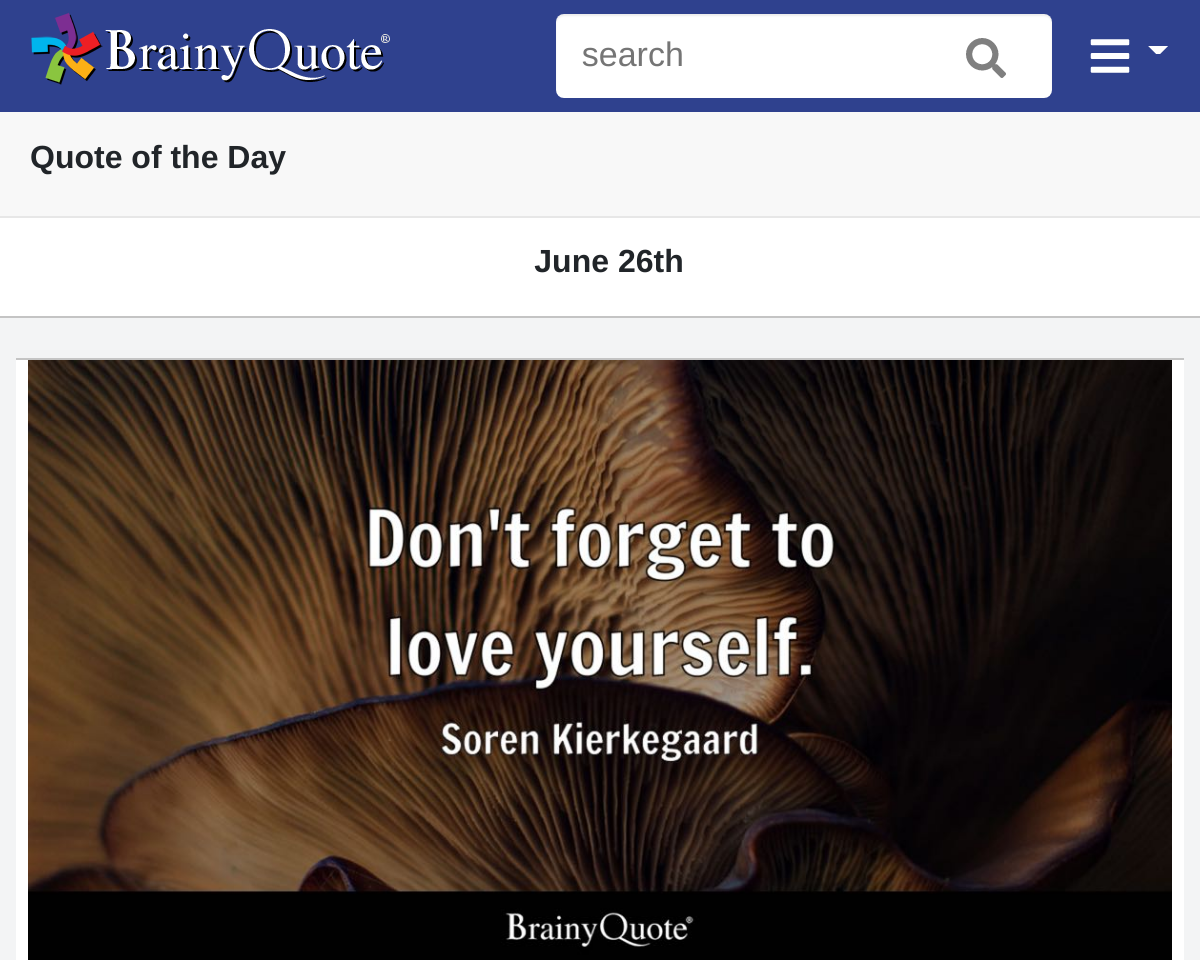 BrainyQuote®
search
Quote of the Day
June 26th
Don't forget to
love yourself.
Soren Kierkegaard
BrainyQuote®